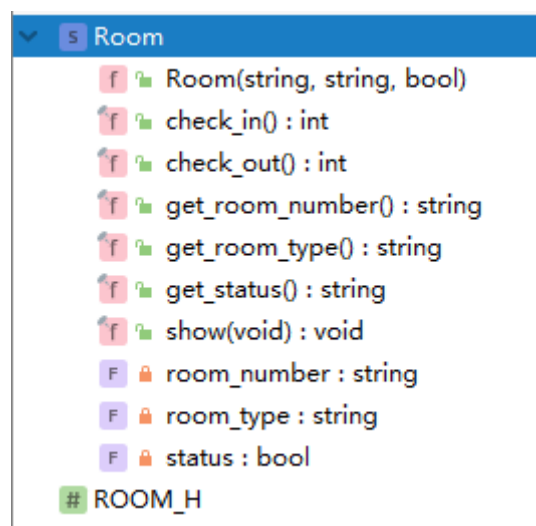 S Room
f Room(string, string, bool)
f check_in() : int
f check_out() : int
f get_room_number() : string
f get_room_type() : string
f get_status() : string
f show(void) : void
F room_number : string
F room_type : string
F status : bool
# ROOM_H